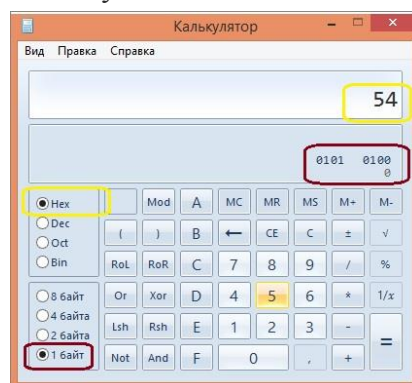 Калькулятор
Вид Правка Справка
54
0101 0100
0
Hex Mod A MC MR MS M+ M-
Dec ( ) B ← CE C ± √
Oct
Bin RoL RoR C 7 8 9 / %
8 байт Or Xor D 4 5 6 * 1/x
4 байта
2 байта Lsh Rsh E 1 2 3 - =
1 байт Not And F 0 , +